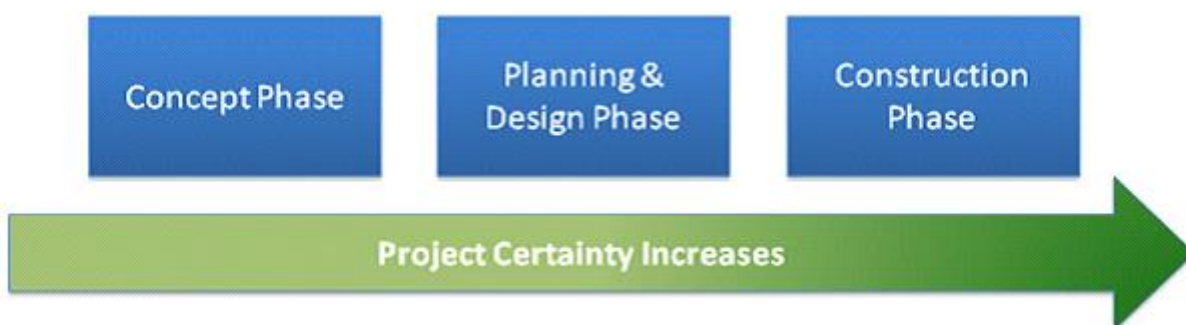 Concept Phase
Planning &
Design Phase
Construction
Phase
Project Certainty Increases